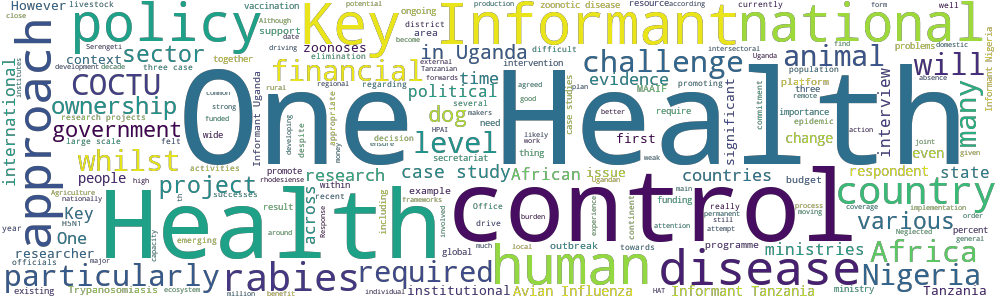 However livestock
policy
vaccination
support
zoonoses
Key Informant
zoonotic disease
production
according
resource
currently
national
potential
ongoing
district
area
form
well
approach
international
Serengeti
context
sector
development decade
three case
COCTU
ownership
research projects
government
large scale
felt
whilst
people
high
project
elimination
driving
together
Tanzanian
forwards
external
regional
regarding
financial
in Uganda
time
political
dog
several
makers
need
HPAI
level
secretariat
difficult
become
intervention
agreed
good
thing
likely
work
challenge
evidence
MAAIF
require
first
better
plan
absence
case studies
significant
animal
population
platform
three
remote
importance
epidemic
change
commitment
promoting
intersectoral
Uganda
interview
domestic
find
problems
will
many
even
joint
given
action
Informant Nigeria
One Health
common
strong
funded
wide
Informant Uganda
rural
developing
despite
appropriate
decision
ensure
money
weak
activities
promote
within
rhodesiense
recent
Response
example
including
frameworks
involved
successes
result
around
capacity
across
research
case study
African
issue
Ugandan
countries
budget
main
funding
really
permanent
still
attempt
attention
continent
experience
respondent
state
process
moving
coverage
implementation
Neglected
order
general
country
Key
One
researcher
year
officials
major
existing
Agriculture
nationally
H5N1
emerging
Health
control
Office
drive
burden
global
much
local
outbreak
towards
programme
ministries
various
percent
Africa
particularly
Trypanosomiasis
ecosystem
rabies
million
benefit
required
institutional
individual
human
Avian Influenza
disease
HAT
Informant Tanzania
ministry
Nigeria
Tanzania